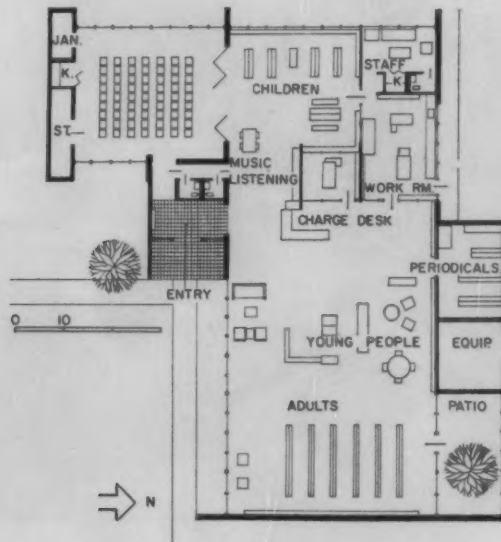 JAN.
K.
ST.
STAFF
K.
CHILDREN
MUSIC
LISTENING
WORK RM.
CHARGE DESK
PERIODICALS
ENTRY
0 10
YOUNG PEOPLE
EQUIP
ADULTS
PATIO
N